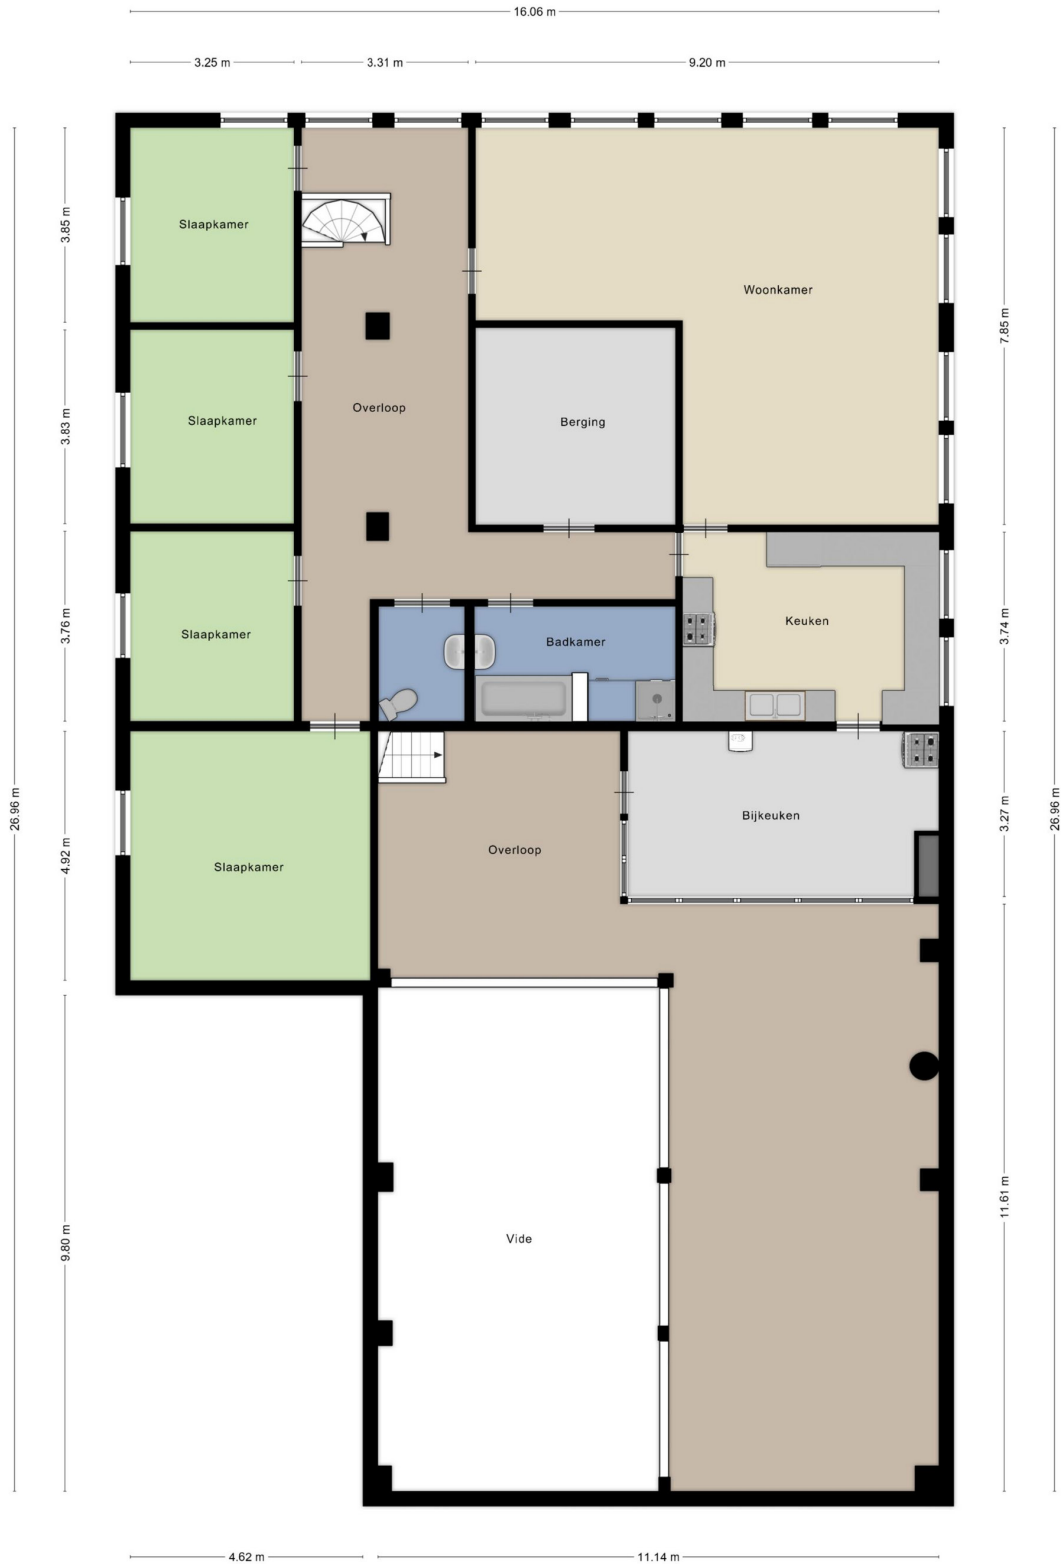 16.06 m
3.25 m
3.31 m
9.20 m
3.85 m
Slaapkamer
Woonkamer
7.85 m
3.83 m
Slaapkamer
Overloop
Berging
3.76 m
Slaapkamer
Badkamer
Keuken
3.74 m
26.96 m
4.92 m
Slaapkamer
Overloop
Bijkeuken
3.27 m
26.96 m
9.80 m
Vide
11.61 m
4.62 m
11.14 m